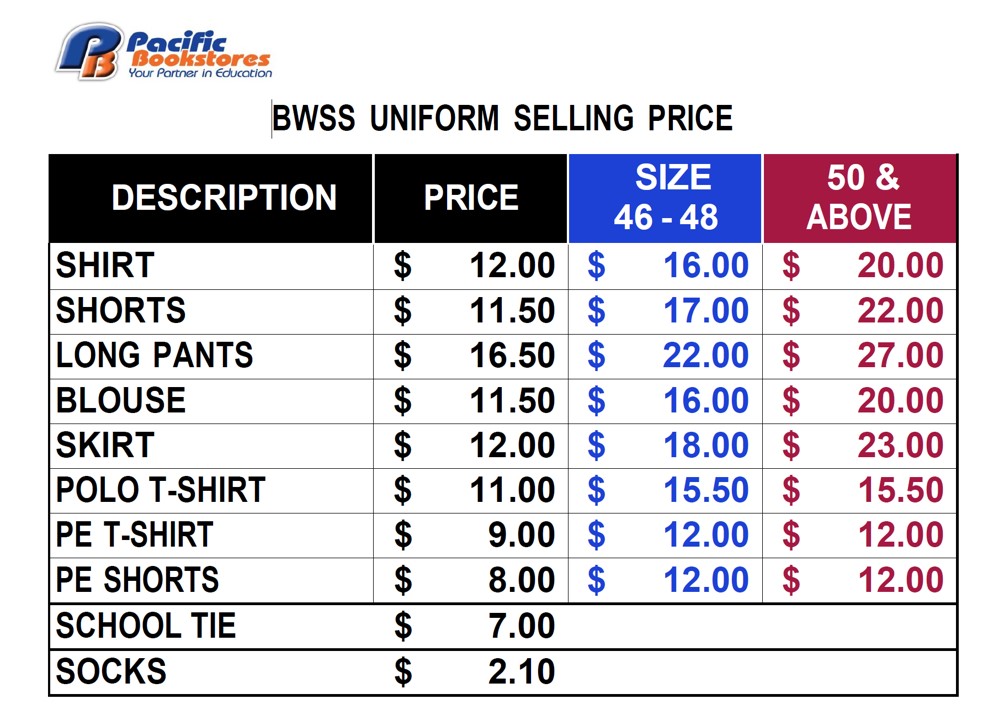 PB Pacific
Bookstores
Your Partner in Education
BWSS UNIFORM SELLING PRICE
DESCRIPTION PRICE SIZE 46 - 48 50 & ABOVE
SHIRT $ 12.00 $ 16.00 $ 20.00
SHORTS $ 11.50 $ 17.00 $ 22.00
LONG PANTS $ 16.50 $ 22.00 $ 27.00
BLOUSE $ 11.50 $ 16.00 $ 20.00
SKIRT $ 12.00 $ 18.00 $ 23.00
POLO T-SHIRT $ 11.00 $ 15.50 $ 15.50
PE T-SHIRT $ 9.00 $ 12.00 $ 12.00
PE SHORTS $ 8.00 $ 12.00 $ 12.00
SCHOOL TIE $ 7.00
SOCKS $ 2.10